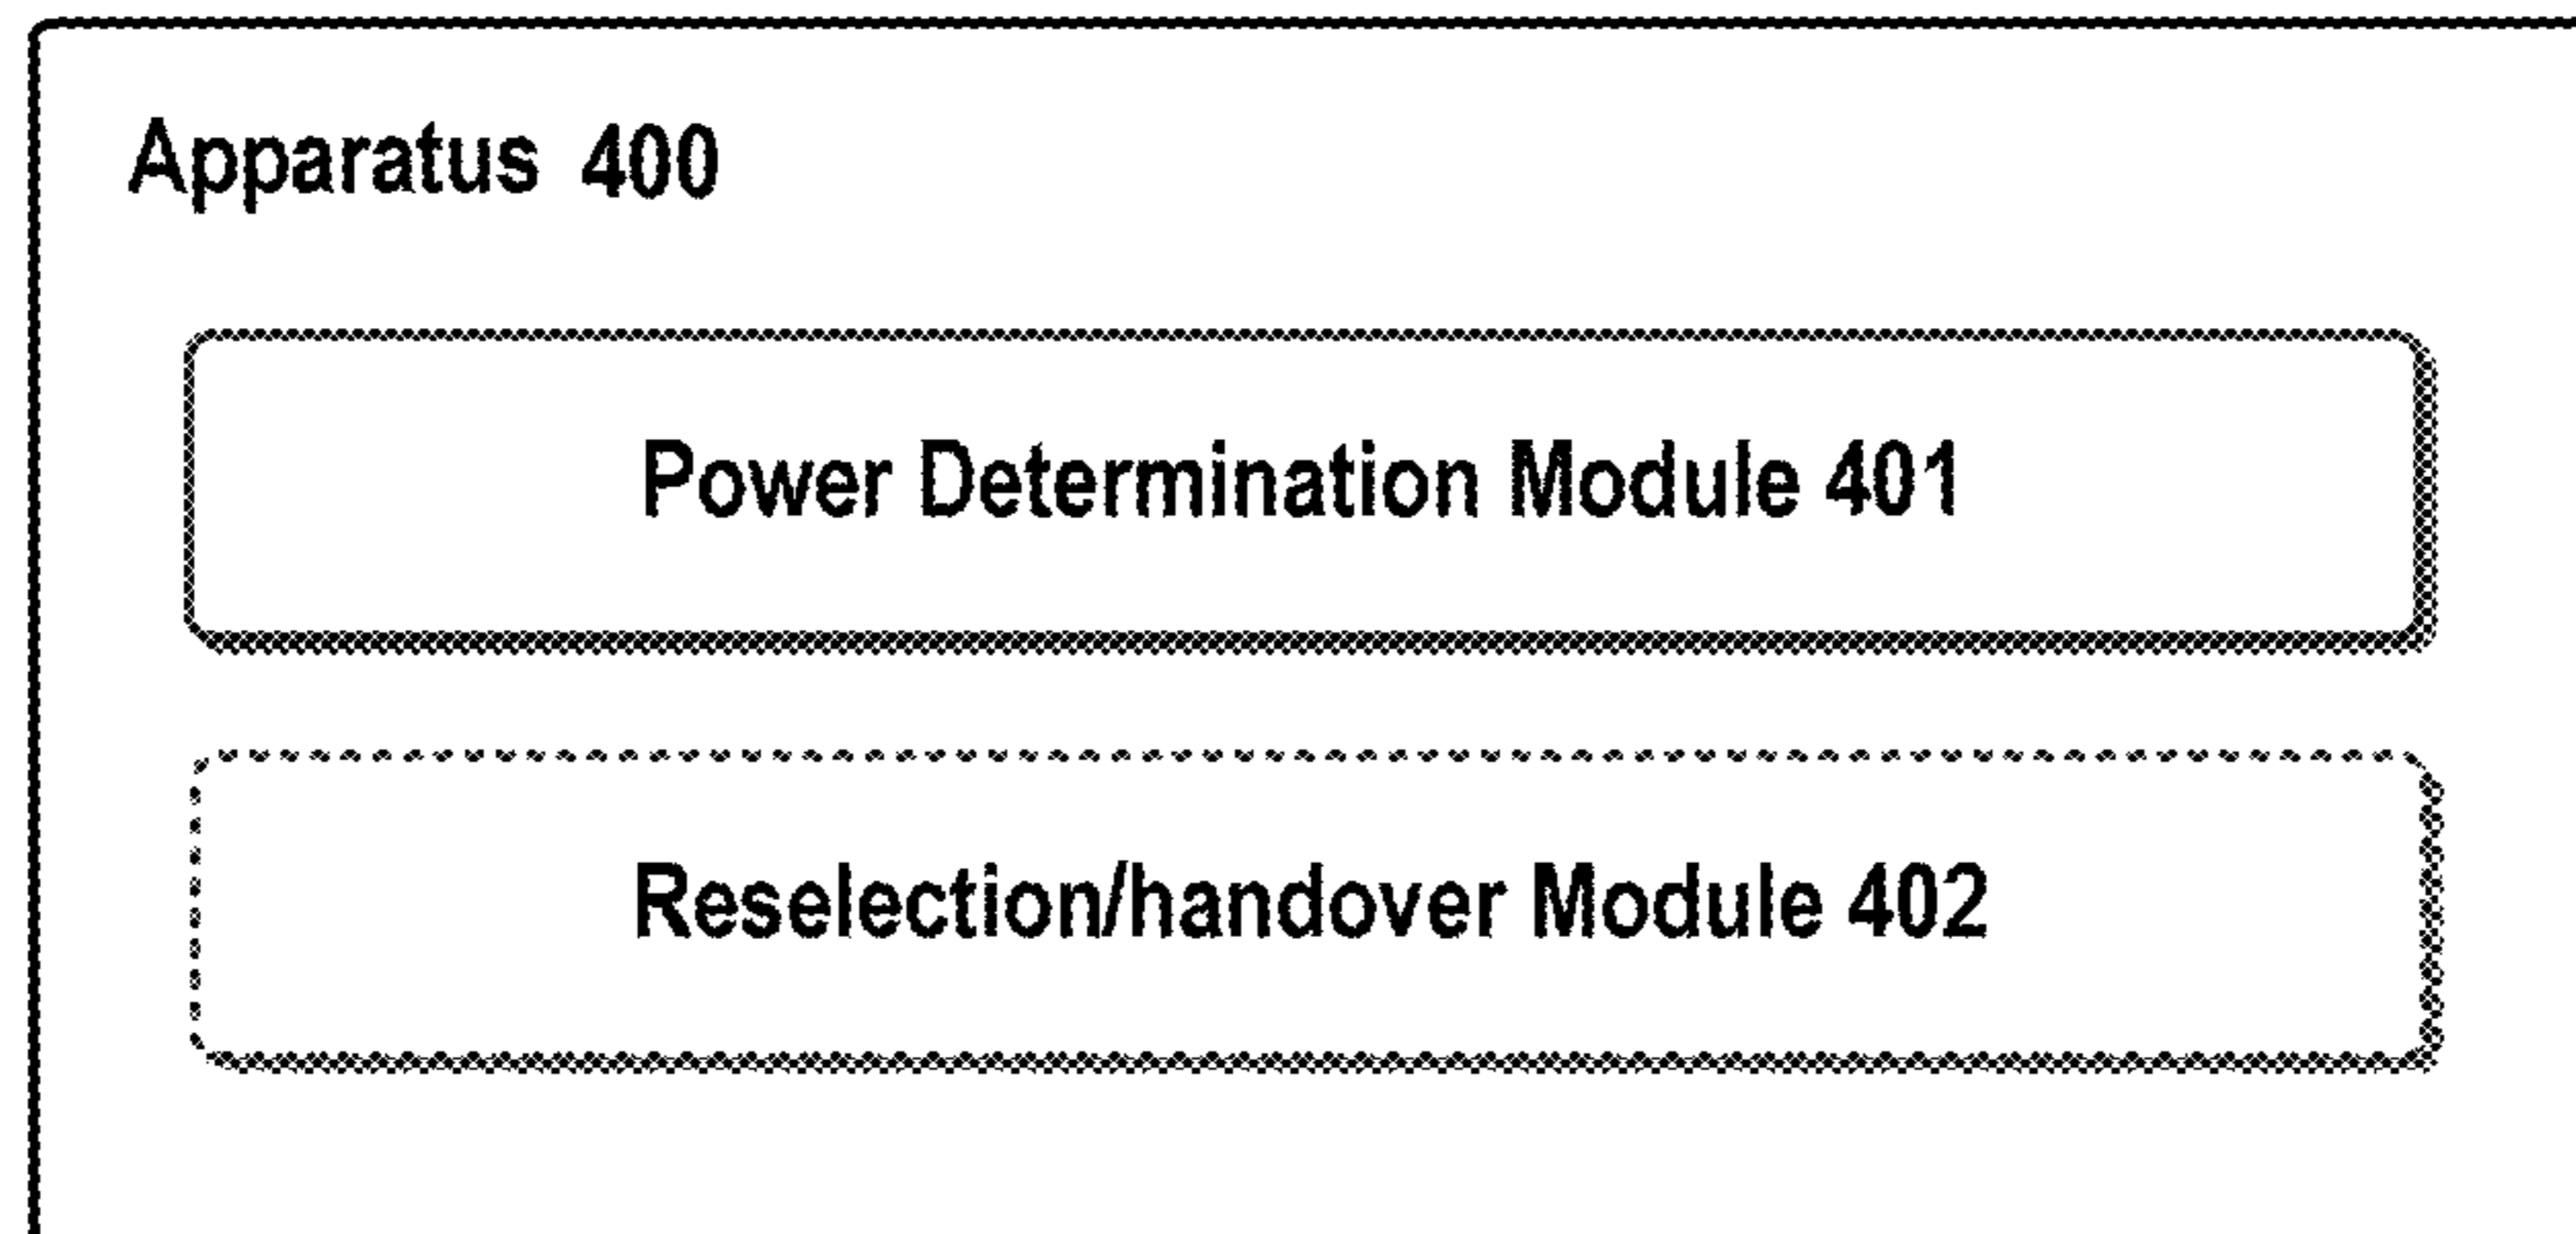 Apparatus 400
Power Determination Module 401
Reselection/handover Module 402